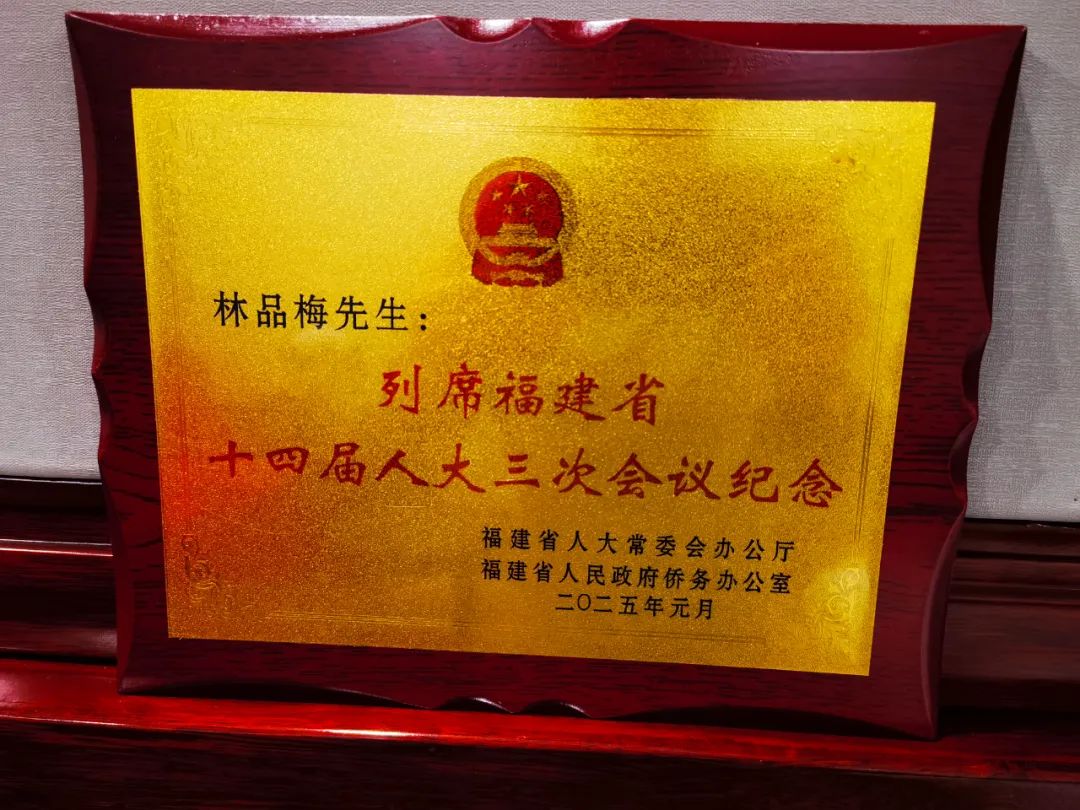 林品梅先生：
列席福建省
十四届人大三次会议纪念
福建省人大常委会办公厅
福建省人民政府侨务办公室
二〇二五年元月